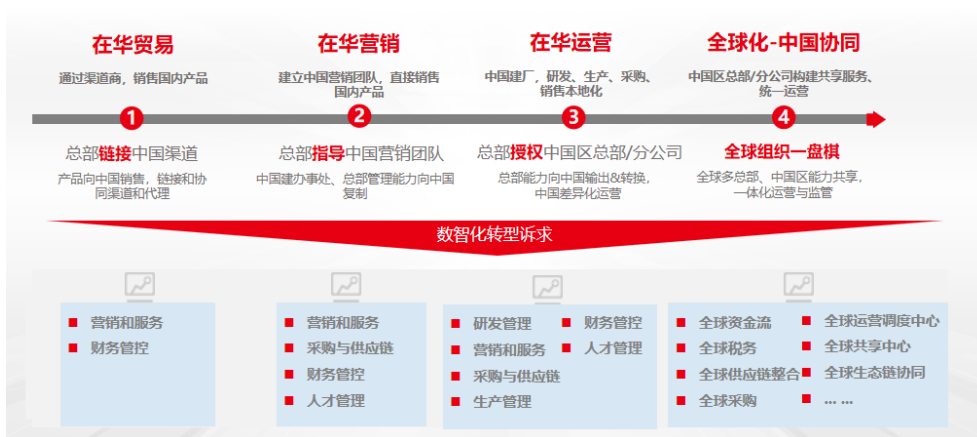 在华贸易
通过渠道商，销售国内产品
在华营销
建立中国营销团队，直接销售
国内产品
在华运营
中国建厂，研发、生产、采购、
销售本地化
全球化-中国协同
中国区总部/分公司构建共享服务、
统一运营
1
2
3
4
总部链接中国渠道
产品向中国销售，链接和协
同渠道和代理
总部指导中国营销团队
中国建办事处、总部管理能力向中国
复制
总部授权中国区总部/分公司
总部能力向中国输出&转换，
中国差异化运营
全球组织一盘棋
全球多总部、中国区能力共享，
一体化运营与监管
数智化转型诉求
营销和服务
财务管控
营销和服务
采购与供应链
财务管控
人才管理
研发管理
营销和服务
采购与供应链
生产管理
财务管控
人才管理
全球资金流
全球税务
全球供应链整合
全球采购
全球运营调度中心
全球共享中心
全球生态链协同
... ...